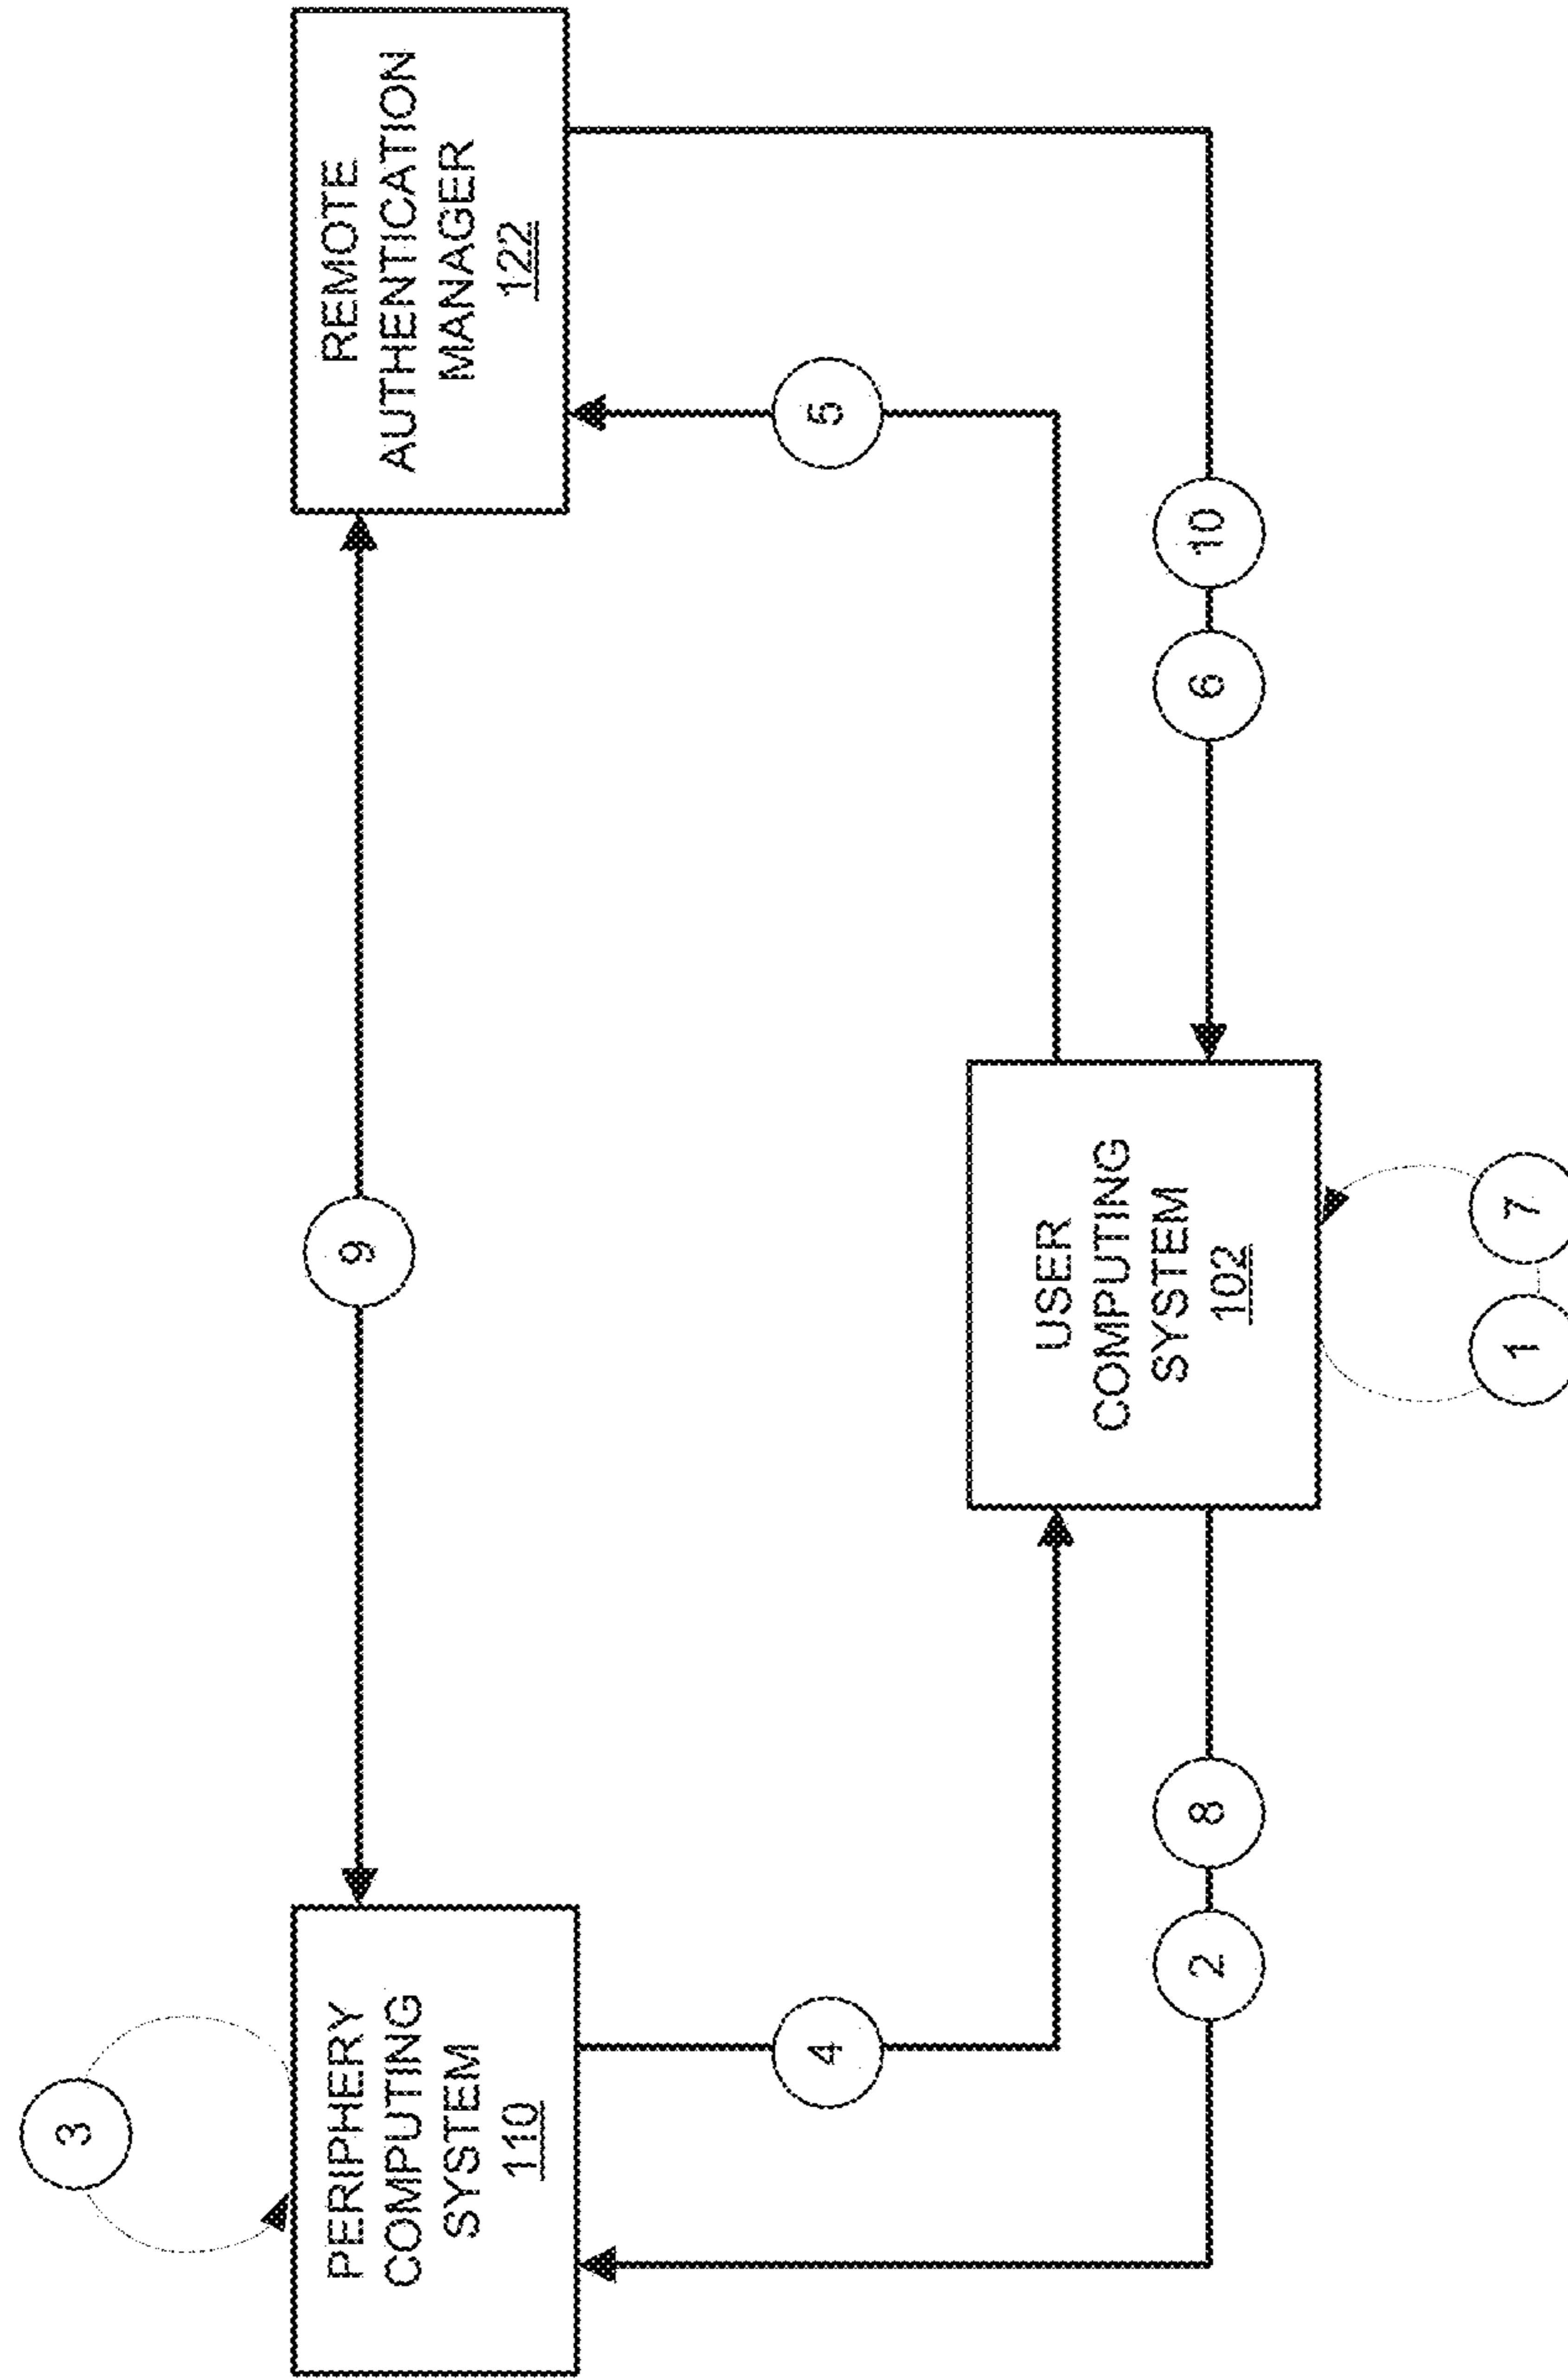 3
PERIPHERY
COMPUTING
SYSTEM
110
9
REMOTE
AUTHENTICATION
MANAGER
122
4
5
USER
COMPUTING
SYSTEM
102
2
8
6
10
1
7